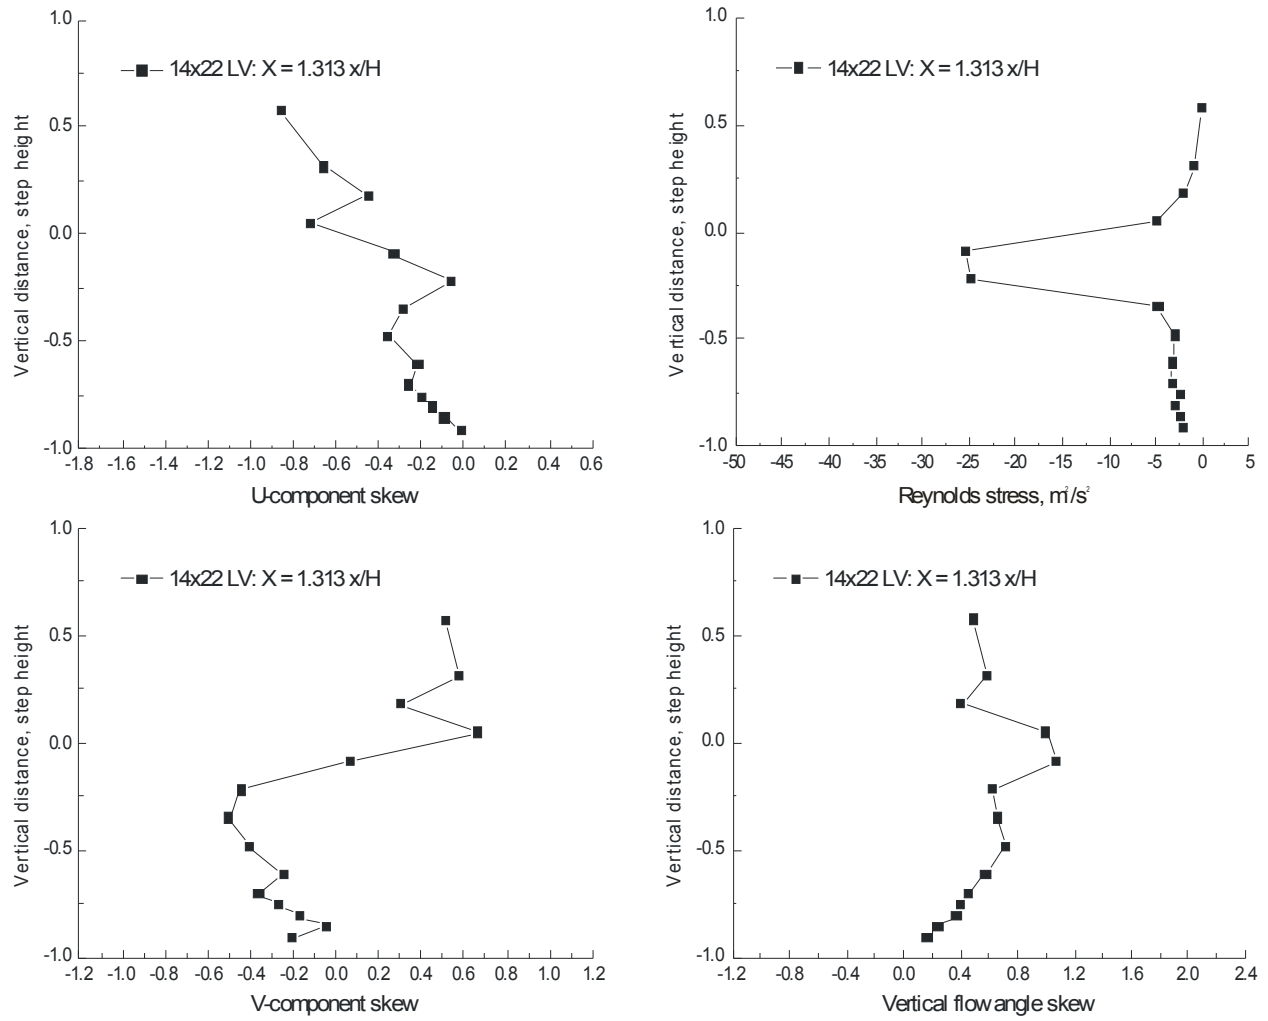 1.0
0.5
0.0
-0.5
-1.0
Vertical distance, step height
14x22 LV: X = 1.313 x/H
-1.8 -1.6 -1.4 -1.2 -1.0 -0.8 -0.6 -0.4 -0.2 0.0 0.2 0.4 0.6
U-component skew
1.0
0.5
0.0
-0.5
-1.0
Vertical distance, step height
14x22 LV: X = 1.313 x/H
-50 -45 -40 -35 -30 -25 -20 -15 -10 -5 0 5
Reynolds stress, m²/s²
1.0
0.5
0.0
-0.5
-1.0
Vertical distance, step height
14x22 LV: X = 1.313 x/H
-1.2 -1.0 -0.8 -0.6 -0.4 -0.2 0.0 0.2 0.4 0.6 0.8 1.0 1.2
V-component skew
1.0
0.5
0.0
-0.5
-1.0
Vertical distance, step height
14x22 LV: X = 1.313 x/H
-1.2 -0.8 -0.4 0.0 0.4 0.8 1.2 1.6 2.0 2.4
Vertical flow angle skew